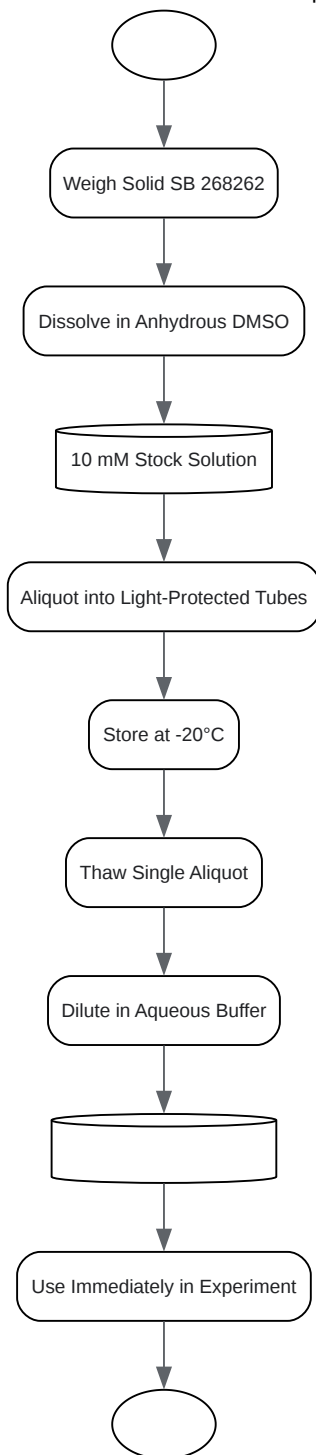 Weigh Solid SB 268262
Dissolve in Anhydrous DMSO
10 mM Stock Solution
Aliquot into Light-Protected Tubes
Store at -20°C
Thaw Single Aliquot
Dilute in Aqueous Buffer
Use Immediately in Experiment